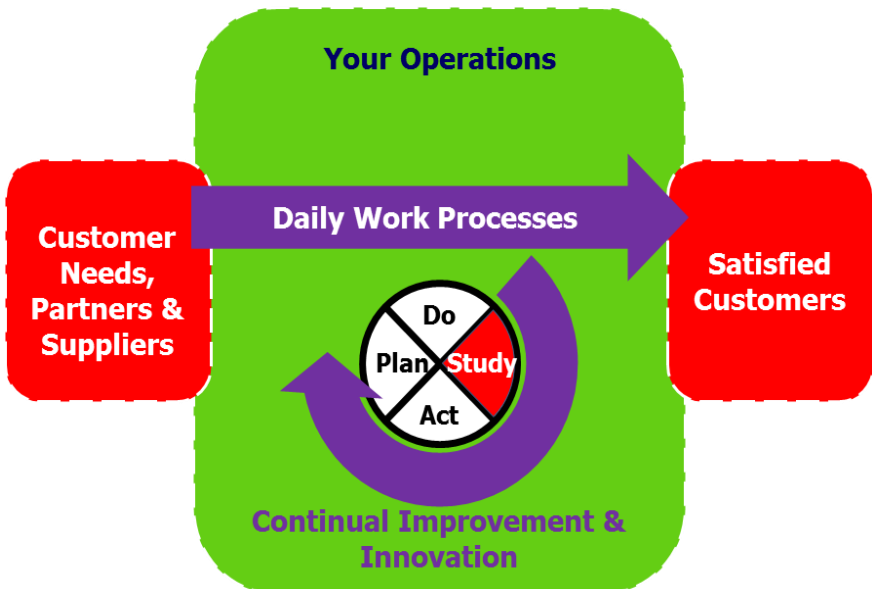 Your Operations
Daily Work Processes
Customer
Needs,
Partners &
Suppliers
Satisfied
Customers
Do
Plan
Study
Act
Continual Improvement &
Innovation